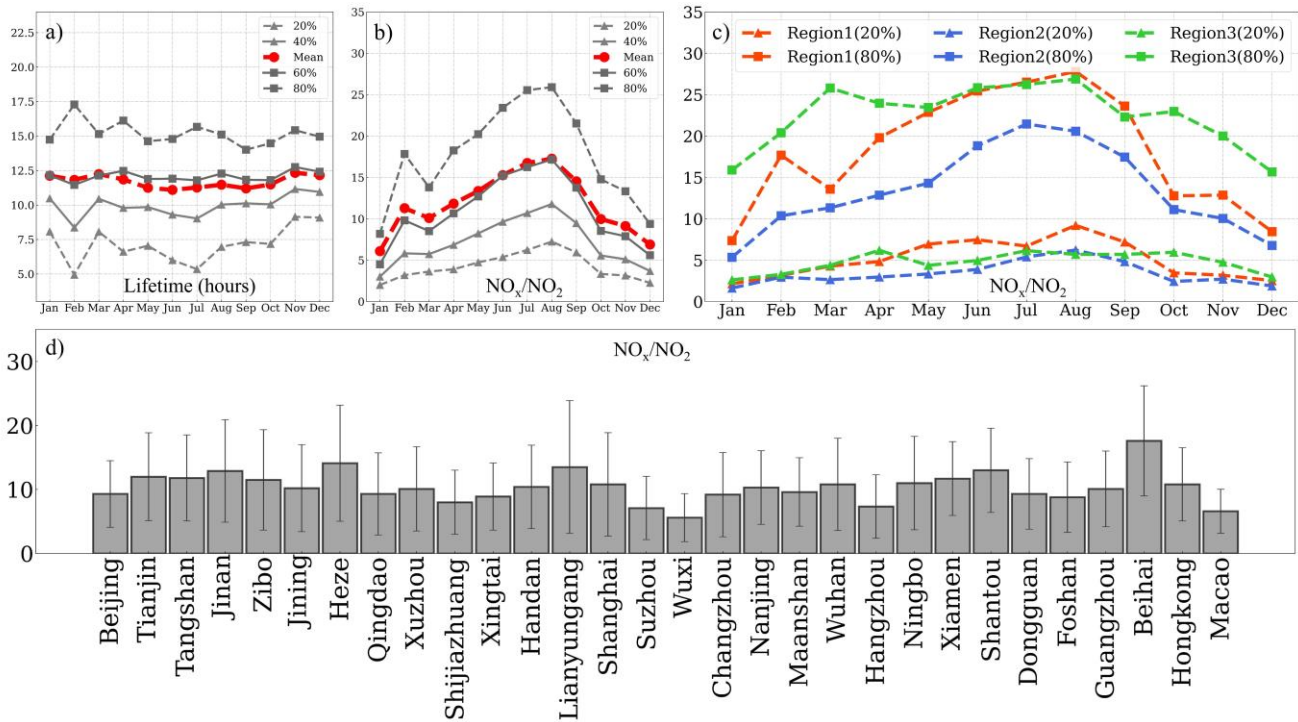 a)
20%
40%
Mean
60%
80%
22.5
20.0
17.5
15.0
12.5
10.0
7.5
5.0
Lifetime (hours)
Jan Feb Mar Apr May Jun Jul Aug Sep Oct Nov Dec
b)
20%
40%
Mean
60%
80%
35
30
25
20
15
10
5
0
NOx/NO2
Jan Feb Mar Apr May Jun Jul Aug Sep Oct Nov Dec
c)
Region1(20%) Region2(20%) Region3(20%)
Region1(80%) Region2(80%) Region3(80%)
35
30
25
20
15
10
5
0
NOx/NO2
Jan Feb Mar Apr May Jun Jul Aug Sep Oct Nov Dec
d)
NOx/NO2
30
20
10
0
Beijing
Tianjin
Tangshan
Jinan
Zibo
Jining
Heze
Qingdao
Xuzhou
Shijiazhuang
Xingtai
Handan
Lianyungang
Shanghai
Suzhou
Wuxi
Changzhou
Nanjing
Maanshan
Wuhan
Hangzhou
Ningbo
Xiamen
Shantou
Dongguan
Foshan
Guangzhou
Beihai
Hongkong
Macao